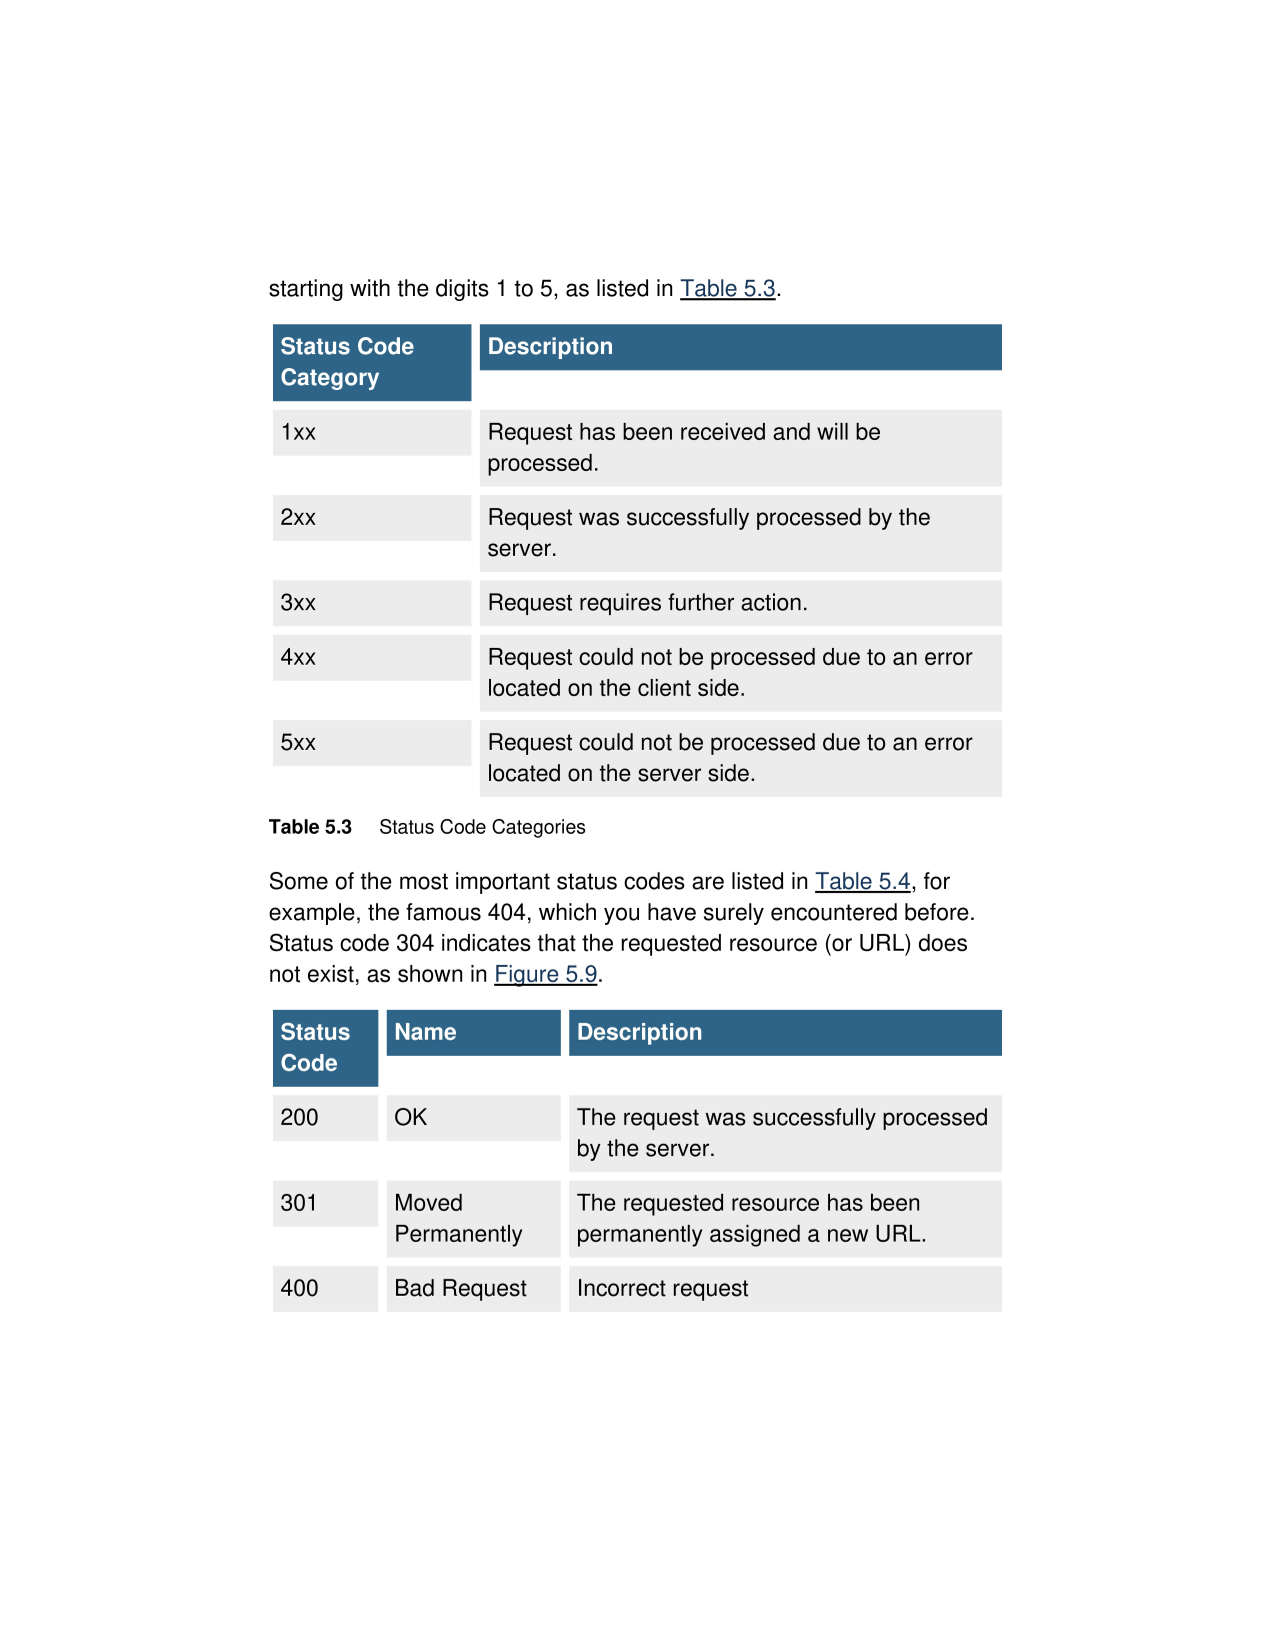 starting with the digits 1 to 5, as listed in Table 5.3.
Status Code
Category
Description
1xx
Request has been received and will be
processed.
2xx
Request was successfully processed by the
server.
3xx
Request requires further action.
4xx
Request could not be processed due to an error
located on the client side.
5xx
Request could not be processed due to an error
located on the server side.
Table 5.3 Status Code Categories
Some of the most important status codes are listed in Table 5.4, for
example, the famous 404, which you have surely encountered before.
Status code 304 indicates that the requested resource (or URL) does
not exist, as shown in Figure 5.9.
Status
Code
Name
Description
200
OK
The request was successfully processed
by the server.
301
Moved
Permanently
The requested resource has been
permanently assigned a new URL.
400
Bad Request
Incorrect request